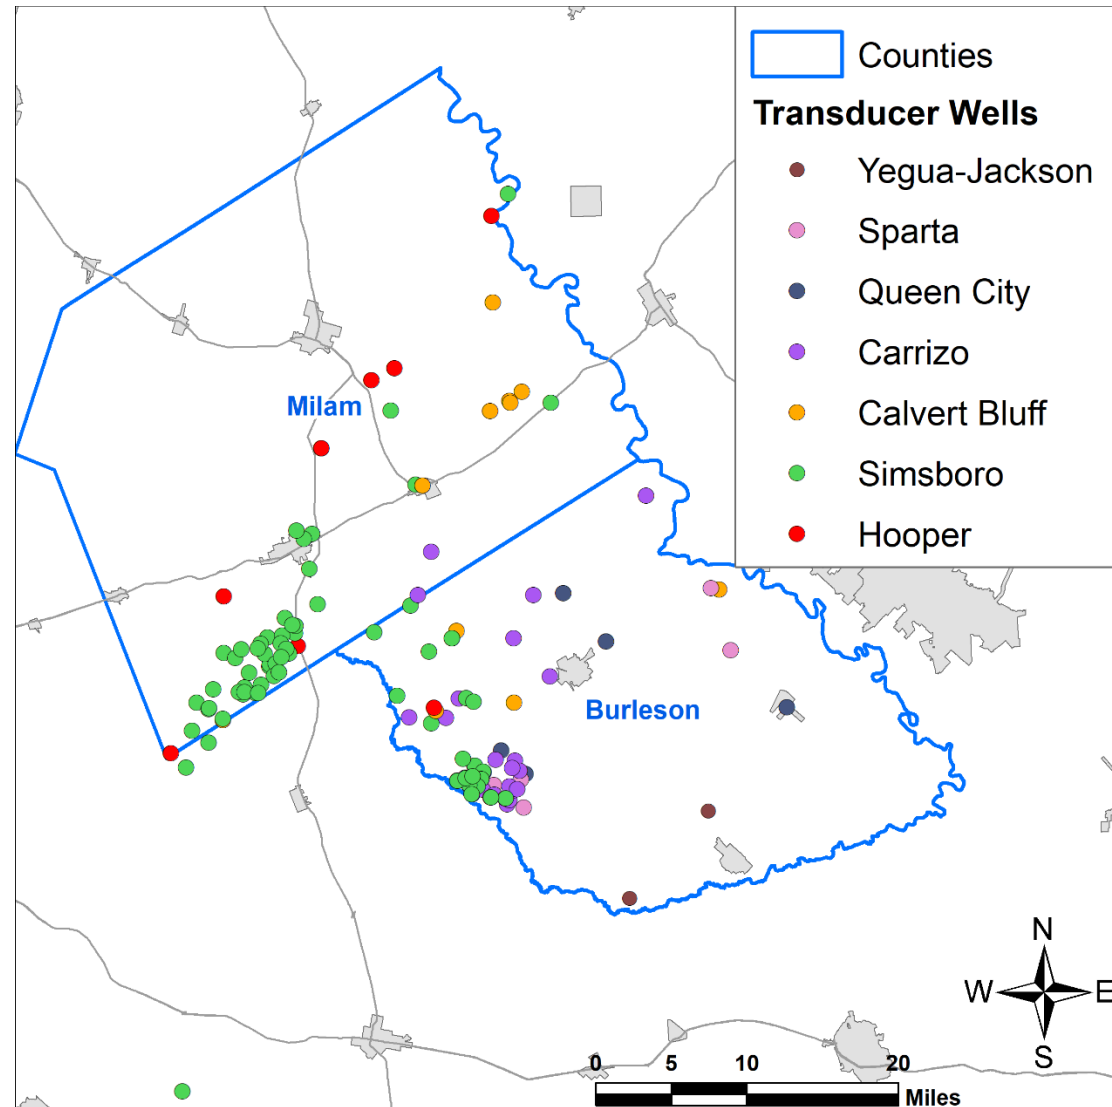 Counties
Transducer Wells
Yegua-Jackson
Sparta
Queen City
Carrizo
Calvert Bluff
Simsboro
Hooper
Milam
Burleson
N
W E
S
0 5 10 20
Miles